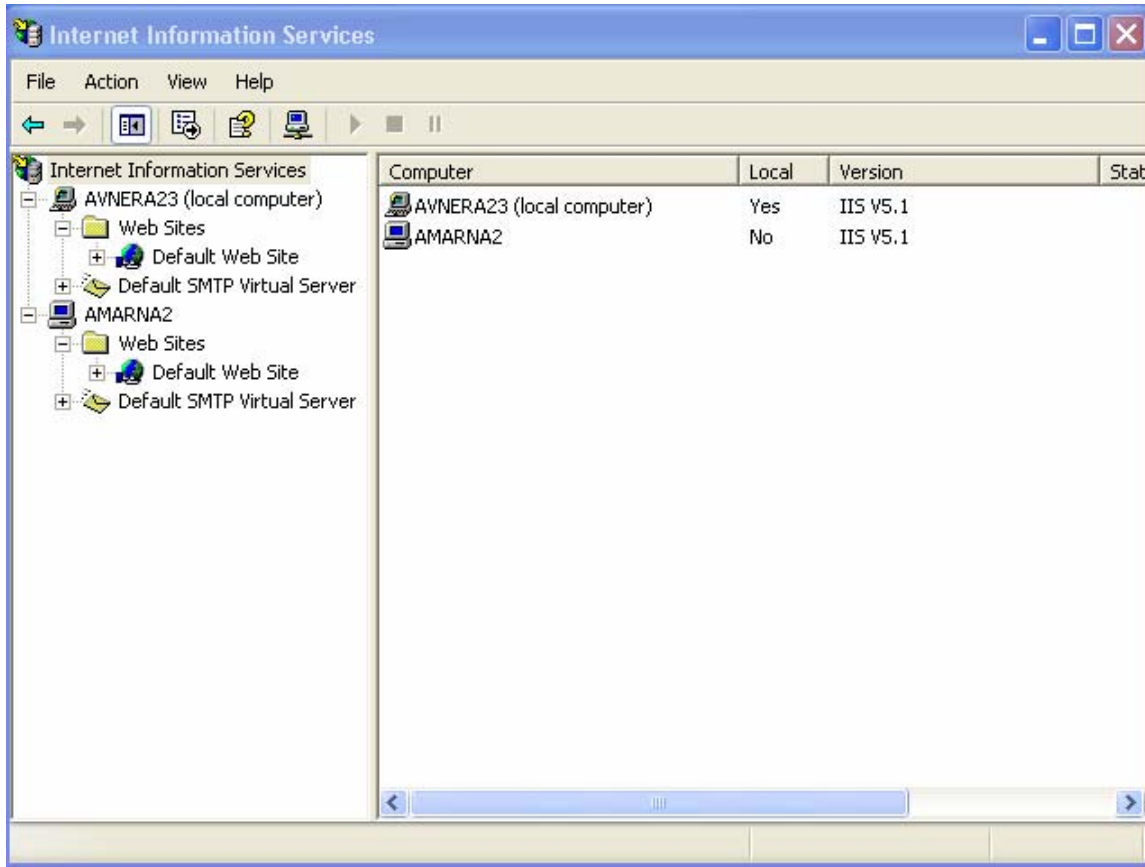 Internet Information Services
File Action View Help
Internet Information Services
AVNERA23 (local computer)
Web Sites
Default Web Site
Default SMTP Virtual Server
AMARNA2
Web Sites
Default Web Site
Default SMTP Virtual Server
Computer Local Version Stat
AVNERA23 (local computer) Yes IIS V5.1
AMARNA2 No IIS V5.1